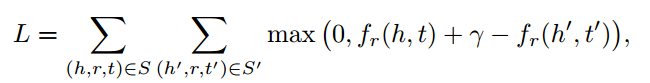 L = ∑_{(h,r,t)∈S} ∑_{(h′,r,t′)∈S′} max (0, f_r(h, t) + γ − f_r(h′, t′)),